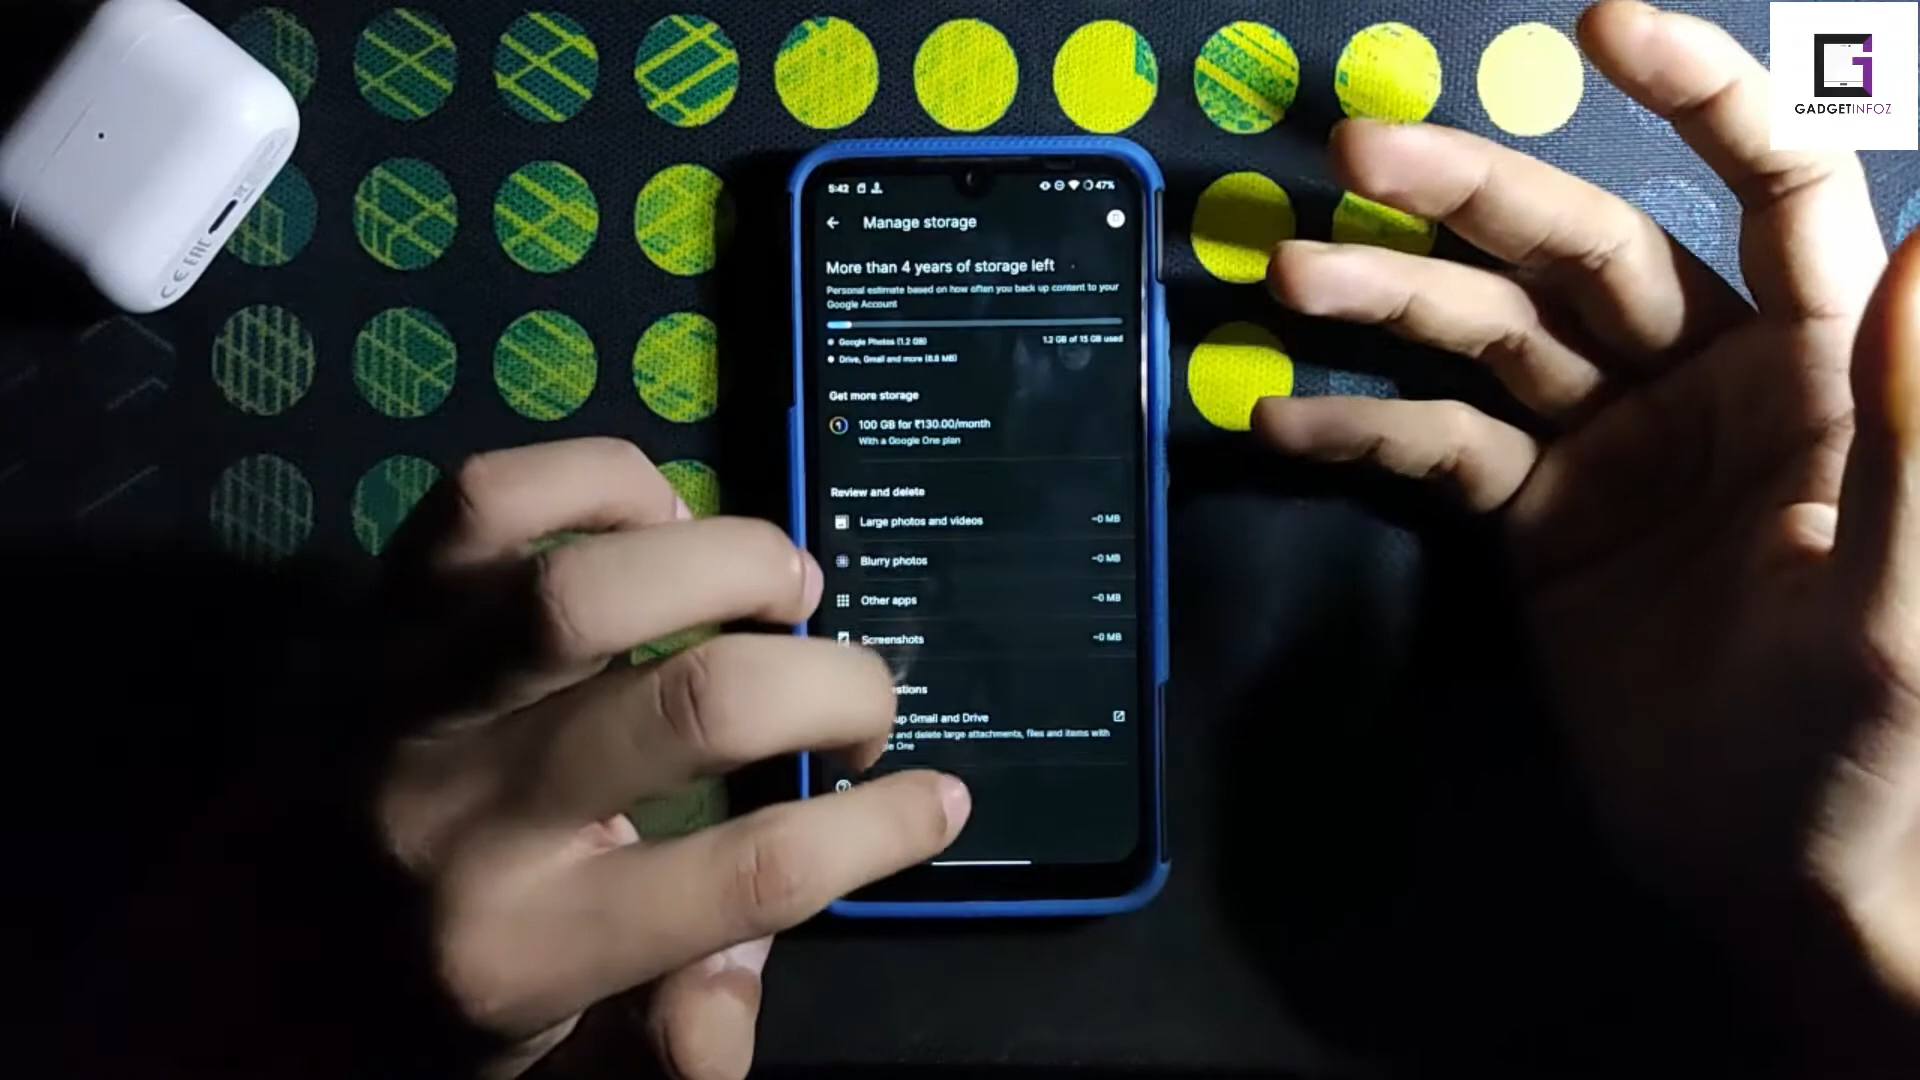 GADGETINFOZ
5:42
47%
Manage storage
More than 4 years of storage left
Personal estimate based on how often you back up content to your
Google Account
Google Photos (1.2 GB)
1.2 GB of 15 GB used
Drive, Gmail and more (8.8 MB)
Get more storage
100 GB for ₹130.00/month
With a Google One plan
Review and delete
Large photos and videos
~0 MB
Blurry photos
~0 MB
Other apps
~0 MB
Screenshots
~0 MB
up Gmail and Drive
and delete large attachments, files and items with
One
CE EAC